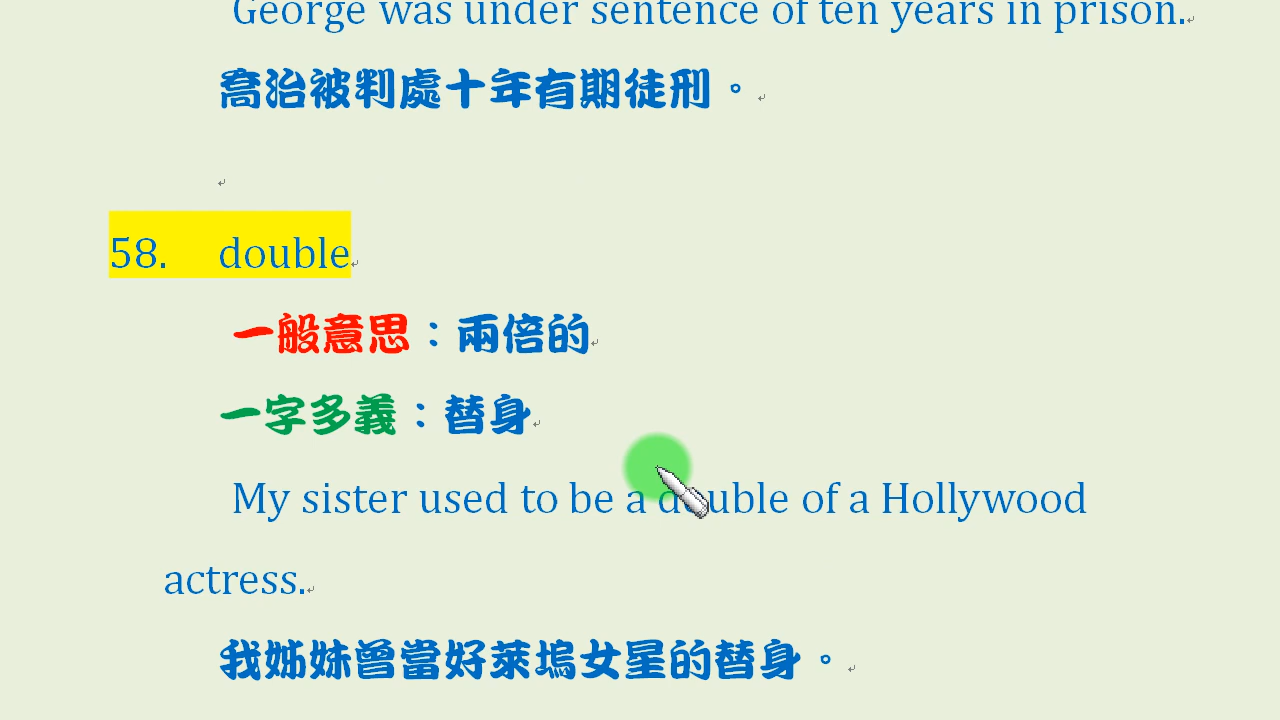 George was under sentence of ten years in prison.
喬治被判處十年有期徒刑。
58. double
一般意思：兩倍的
一字多義：替身
My sister used to be a double of a Hollywood
actress.
我姊妹曾當好萊塢女星的替身。